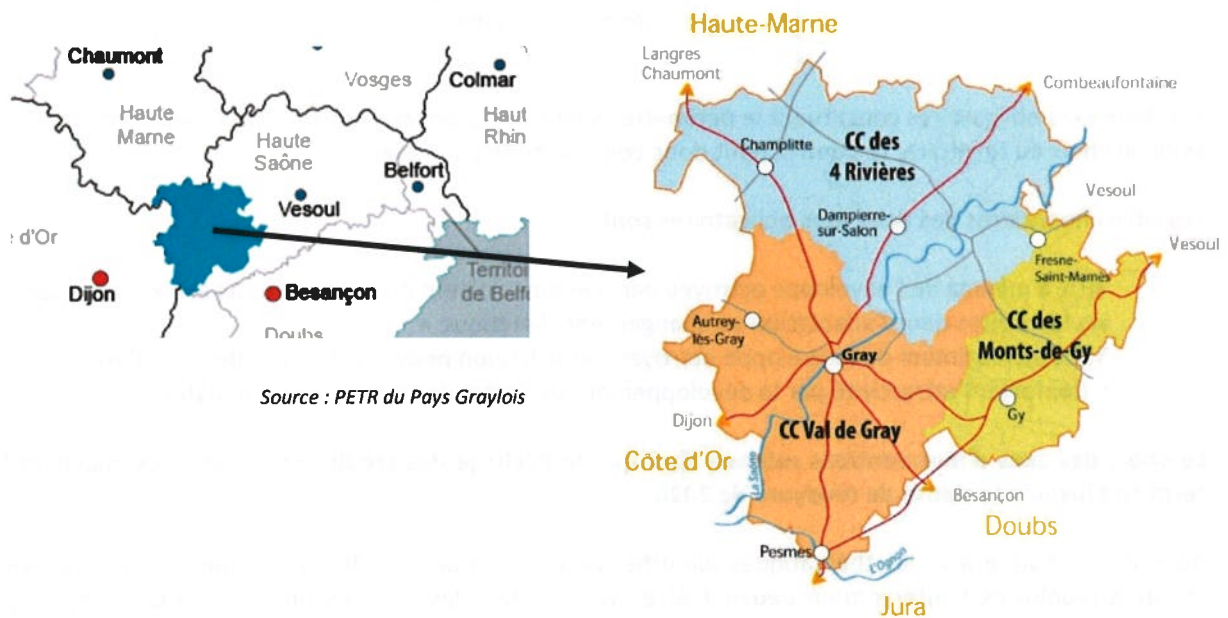 Chaumont
Vosges
Colmar
Haute
Marne
Haute
Saône
Haut
Rhin
Belfort
Vesoul
e d'Or
Dijon
Besançon
Territoi
de Belfo
Doubs
Source : PETR du Pays Graylois
Haute-Marne
Langres
Chaumont
Combeaufontaine
Champlitte
CC des
4 Rivières
Vesoul
Dampierre-
sur-Salon
Fresne-
Saint-Mamès
Vesoul
Autrey-
lès-Gray
Gray
CC des
Monts-de-Gy
Gy
Dijon
CC Val de Gray
Côte d'Or
La Saône
Besançon
Doubs
Pesmes
L'Ognon
Jura